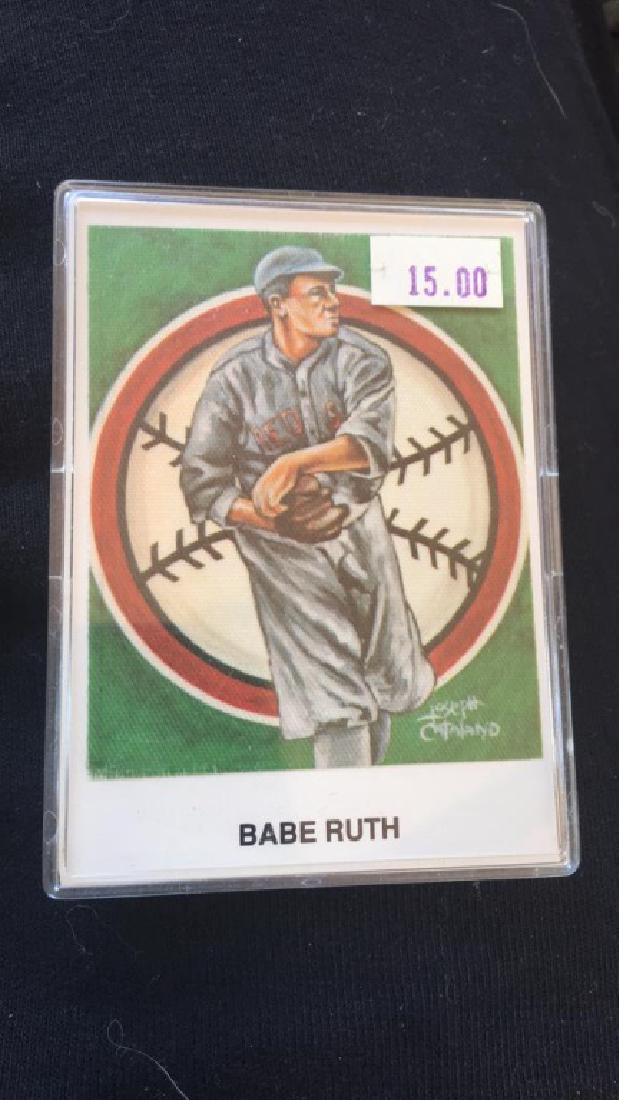 15.00
JOSEPH
CATALANO
BABE RUTH